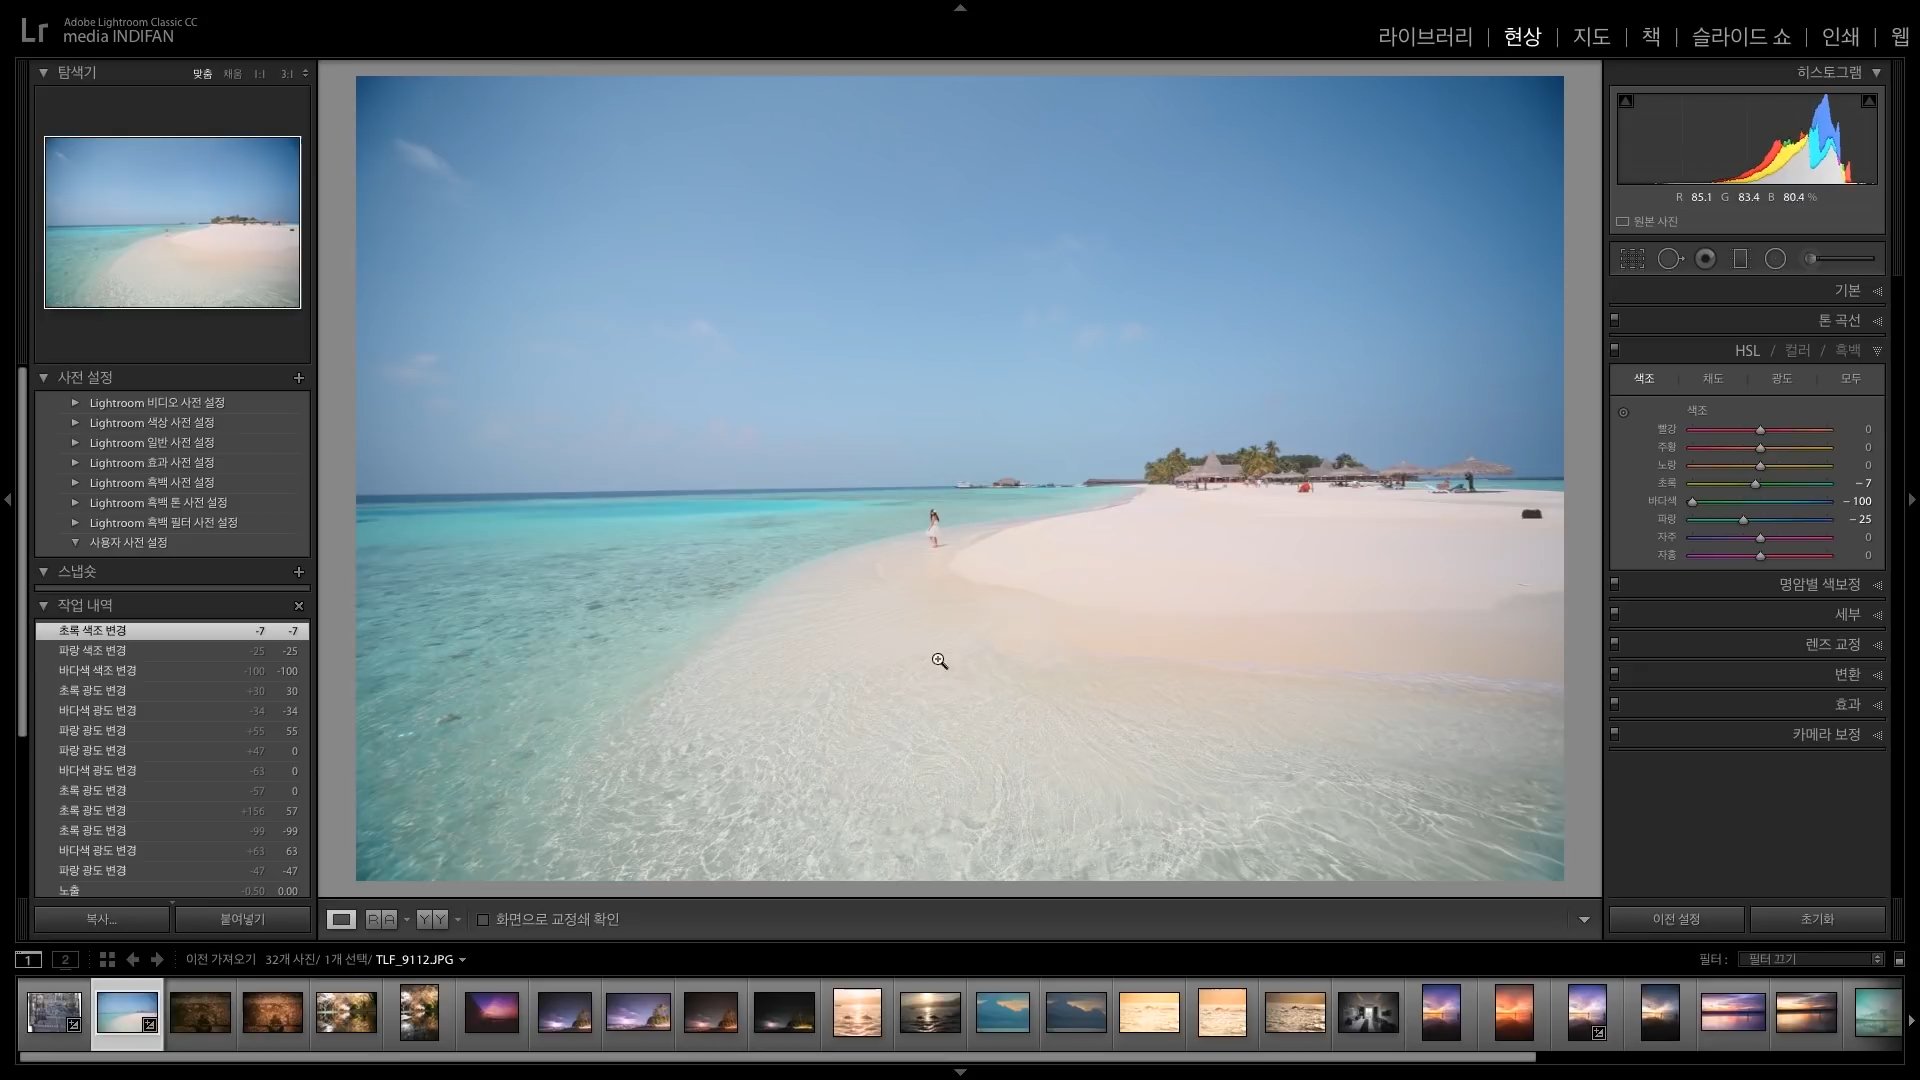 Lr Adobe Lightroom Classic CC
media INDIFAN
라이브러리 | 현상 | 지도 | 책 | 슬라이드 쇼 | 인쇄 | 웹
탐색기 맞춤 채움 1:1 3:1
사전 설정 +
Lightroom 비디오 사전 설정
Lightroom 색상 사전 설정
Lightroom 일반 사전 설정
Lightroom 효과 사전 설정
Lightroom 흑백 사전 설정
Lightroom 흑백 톤 사전 설정
Lightroom 흑백 필터 사전 설정
사용자 사전 설정
스냅숏 +
작업 내역 ×
초록 색조 변경 -7 -7
파랑 색조 변경 -25 -25
바다색 색조 변경 -100 -100
초록 광도 변경 +30 30
바다색 광도 변경 -34 -34
파랑 광도 변경 +55 55
파랑 광도 변경 +47 0
바다색 광도 변경 -63 0
초록 광도 변경 -57 0
초록 광도 변경 +156 57
초록 광도 변경 -99 -99
바다색 광도 변경 +63 63
파랑 광도 변경 -47 -47
노출 -0.50 0.00
복사... 붙여넣기
R A Y Y 화면으로 교정쇄 확인
히스토그램
R 85.1 G 83.4 B 80.4 %
원본 사진
기본
톤 곡선
HSL / 컬러 / 흑백
색조 채도 광도 모두
색조
빨강 0
주황 0
노랑 0
초록 -7
바다색 -100
파랑 -25
자주 0
자홍 0
명암별 색보정
세부
렌즈 교정
변환
효과
카메라 보정
이전 설정 초기화
1 2 이전 가져오기 32개 사진/ 1개 선택/ TLF_9112.JPG 필터 : 필터 끄기